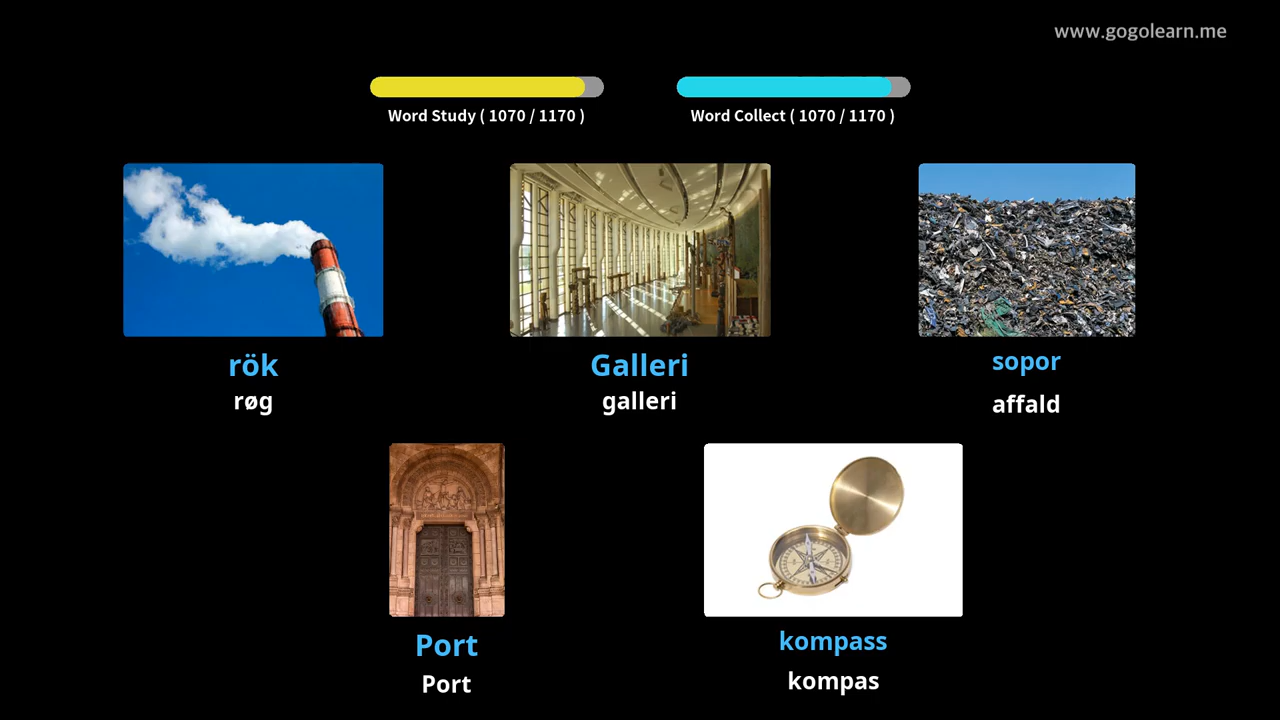 www.gogolearn.me
Word Study ( 1070 / 1170 )
Word Collect ( 1070 / 1170 )
rök
røg
Galleri
galleri
sopor
affald
Port
Port
kompass
kompas